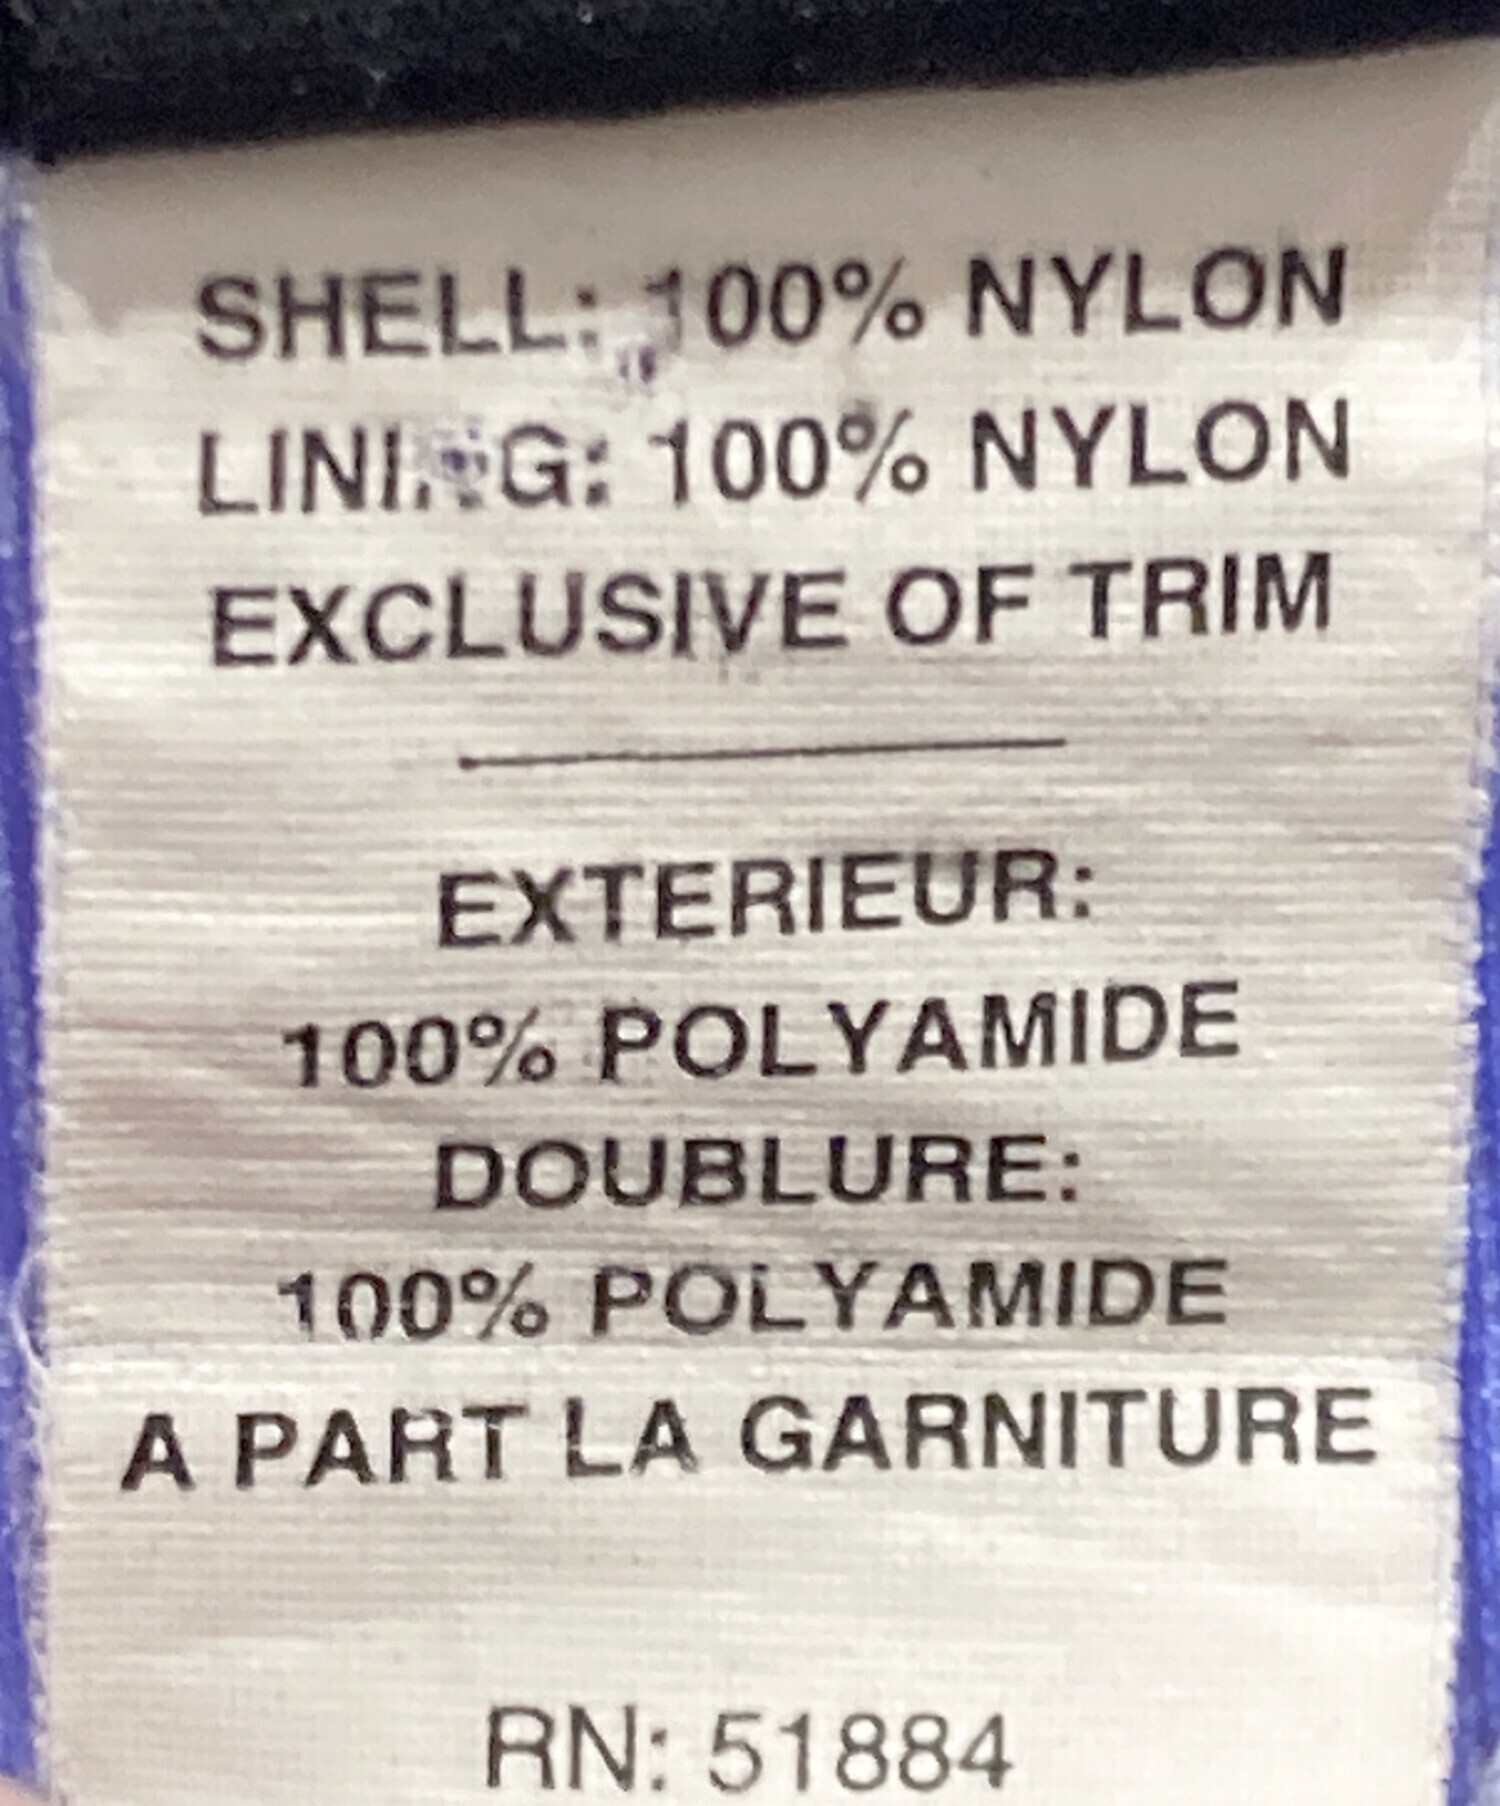 SHELL: 100% NYLON
LINING: 100% NYLON
EXCLUSIVE OF TRIM
EXTERIEUR:
100% POLYAMIDE
DOUBLURE:
100% POLYAMIDE
A PART LA GARNITURE
RN: 51884